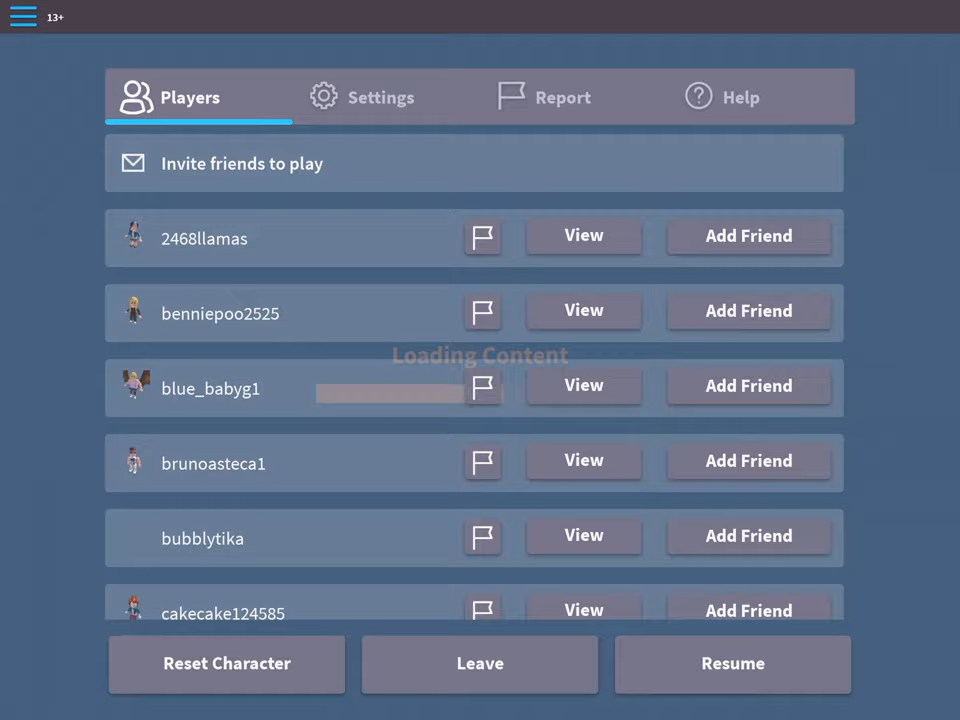 13+
Players Settings Report Help
Invite friends to play
2468llamas View Add Friend
benniepoo2525 View Add Friend
Loading Content
blue_babyg1 View Add Friend
brunoasteca1 View Add Friend
bubblytika View Add Friend
cakecake124585 View Add Friend
Reset Character Leave Resume